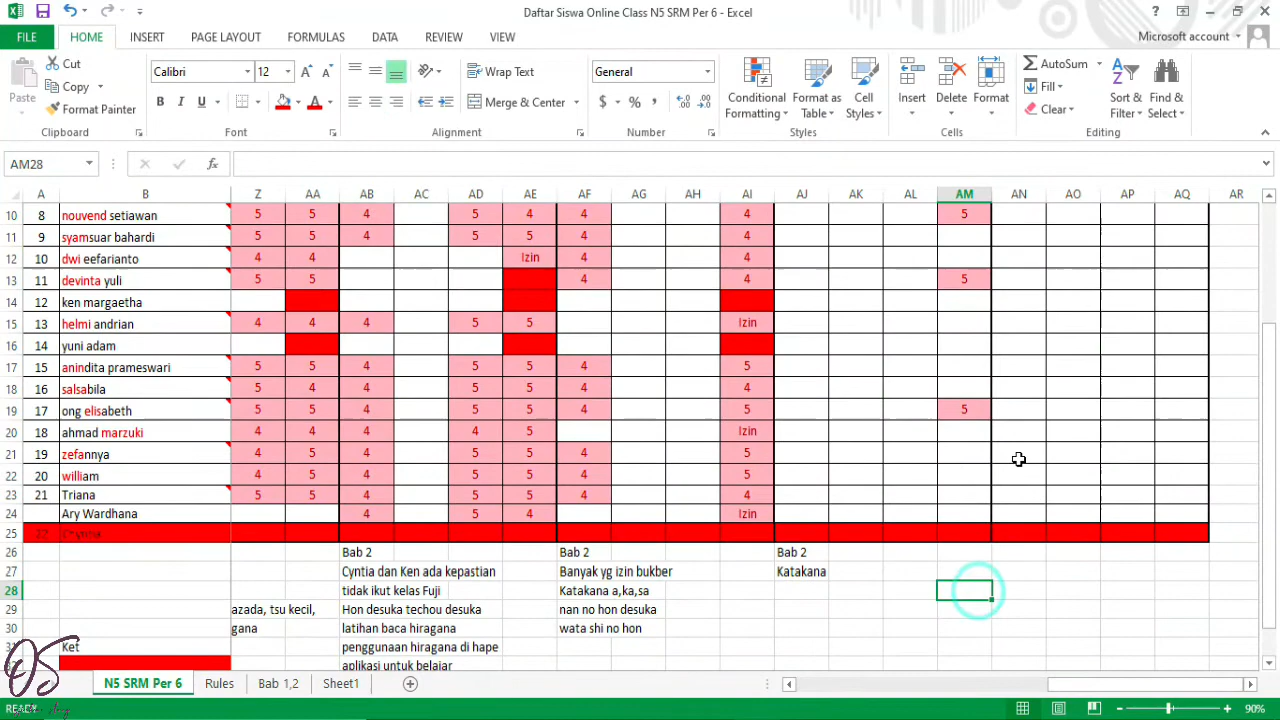 Daftar Siswa Online Class N5 SRM Per 6 - Excel
FILE HOME INSERT PAGE LAYOUT FORMULAS DATA REVIEW VIEW Microsoft account
Cut Calibri 12 Wrap Text General AutoSum
Copy Fill
Paste Format Painter Merge & Center $ % , Conditional Formatting Format as Table Cell Styles Insert Delete Format Clear Sort & Filter Find & Select
Clipboard Font Alignment Number Styles Cells Editing
AM28 fx
A B Z AA AB AC AD AE AF AG AH AI AJ AK AL AM AN AO AP AQ AR
10 8 nouvend setiawan 5 5 4 5 4 4 4 5
11 9 syamsuar bahardi 5 5 4 5 5 4 4
12 10 dwi eefarianto 4 4 Izin 4 4
13 11 devinta yuli 5 5 4 4 5
14 12 ken margaetha
15 13 helmi andrian 4 4 4 5 5 Izin
16 14 yuni adam
17 15 anindita prameswari 5 5 4 5 5 4 5
18 16 salsabila 5 5 4 5 5 4 4
19 17 ong elisabeth 5 5 4 5 5 4 5 5
20 18 ahmad marzuki 4 4 4 4 5 Izin
21 19 zefannya 4 5 4 5 5 4 5
22 20 william 4 5 4 5 5 4 5
23 21 Triana 5 5 4 5 5 4 4
24 Ary Wardhana 4 5 4 Izin
25 22
26 Bab 2 Bab 2 Bab 2
27 Cyntia dan Ken ada kepastian Banyak yg izin bukber Katakana
28 tidak ikut kelas Fuji Katakana a,ka,sa
29 azada, tsu kecil, Hon desuka techou desuka nan no hon desuka
30 gana latihan baca hiragana wata shi no hon
31 Ket penggunaan hiragana di hape
aplikasi untuk belajar
N5 SRM Per 6 Rules Bab 1,2 Sheet1
READY 90%